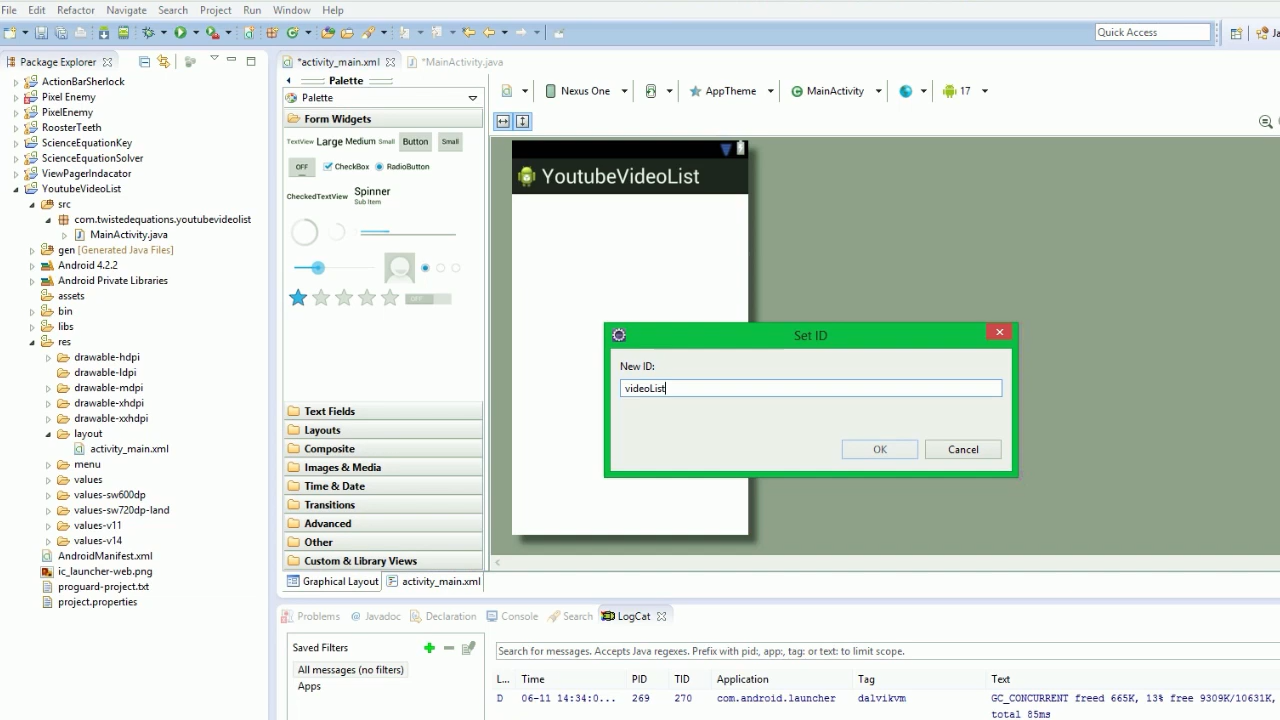 File Edit Refactor Navigate Search Project Run Window Help
Quick Access
Ja
Package Explorer
*activity_main.xml
*MainActivity.java
ActionBarSherlock
Pixel Enemy
PixelEnemy
RoosterTeeth
ScienceEquationKey
ScienceEquationSolver
ViewPagerIndicator
YoutubeVideoList
src
com.twistedequations.youtubevideolist
MainActivity.java
gen [Generated Java Files]
Android 4.2.2
Android Private Libraries
assets
bin
libs
res
drawable-hdpi
drawable-ldpi
drawable-mdpi
drawable-xhdpi
drawable-xxhdpi
layout
activity_main.xml
menu
values
values-sw600dp
values-sw720dp-land
values-v11
values-v14
AndroidManifest.xml
ic_launcher-web.png
proguard-project.txt
project.properties
Palette
Palette
Form Widgets
TextView Large Medium Small Button Small
OFF CheckBox RadioButton
CheckedTextView Spinner
Sub Item
OFF
Text Fields
Layouts
Composite
Images & Media
Time & Date
Transitions
Advanced
Other
Custom & Library Views
Graphical Layout activity_main.xml
Nexus One AppTheme MainActivity 17
YoutubeVideoList
Set ID
New ID:
videoList
OK Cancel
Problems @ Javadoc Declaration Console Search LogCat
Saved Filters
All messages (no filters)
Apps
Search for messages. Accepts Java regexes. Prefix with pid:, app:, tag: or text: to limit scope.
L... Time PID TID Application Tag Text
D 06-11 14:34:0... 269 270 com.android.launcher dalvikvm GC_CONCURRENT freed 665K, 13% free 9309K/10631K,
total 85ms